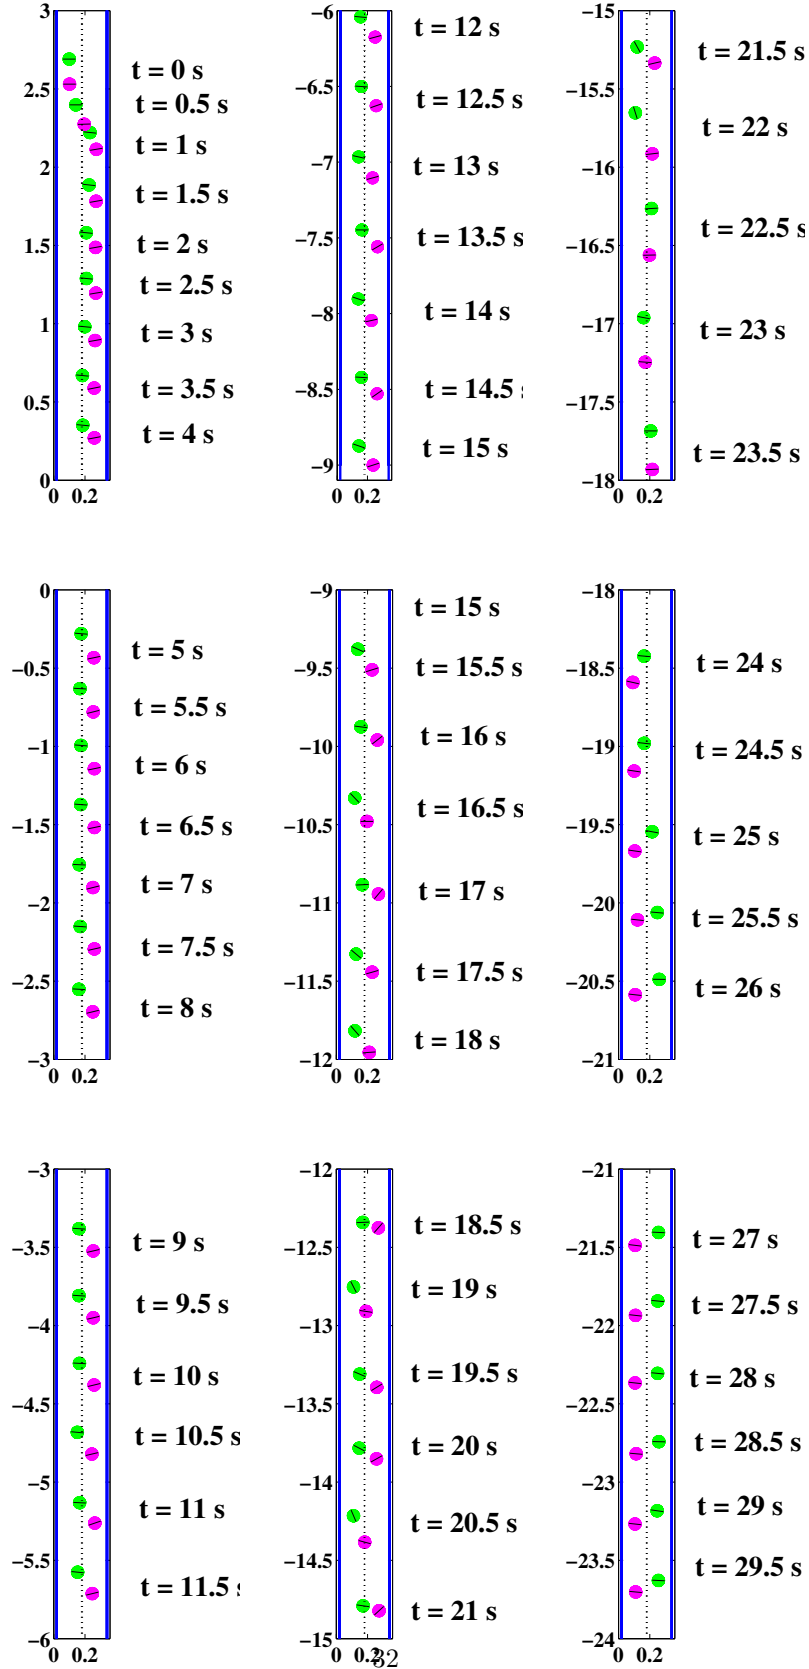 3
2.5
2
1.5
1
0.5
0
0 0.2
t = 0 s
t = 0.5 s
t = 1 s
t = 1.5 s
t = 2 s
t = 2.5 s
t = 3 s
t = 3.5 s
t = 4 s
−6
−6.5
−7
−7.5
−8
−8.5
−9
0 0.2
t = 12 s
t = 12.5 s
t = 13 s
t = 13.5 s
t = 14 s
t = 14.5 s
t = 15 s
−15
−15.5
−16
−16.5
−17
−17.5
−18
0 0.2
t = 21.5 s
t = 22 s
t = 22.5 s
t = 23 s
t = 23.5 s
0
−0.5
−1
−1.5
−2
−2.5
−3
0 0.2
t = 5 s
t = 5.5 s
t = 6 s
t = 6.5 s
t = 7 s
t = 7.5 s
t = 8 s
−9
−9.5
−10
−10.5
−11
−11.5
−12
0 0.2
t = 15 s
t = 15.5 s
t = 16 s
t = 16.5 s
t = 17 s
t = 17.5 s
t = 18 s
−18
−18.5
−19
−19.5
−20
−20.5
−21
0 0.2
t = 24 s
t = 24.5 s
t = 25 s
t = 25.5 s
t = 26 s
−3
−3.5
−4
−4.5
−5
−5.5
−6
0 0.2
t = 9 s
t = 9.5 s
t = 10 s
t = 10.5 s
t = 11 s
t = 11.5 s
−12
−12.5
−13
−13.5
−14
−14.5
−15
0 0.2
t = 18.5 s
t = 19 s
t = 19.5 s
t = 20 s
t = 20.5 s
t = 21 s
−21
−21.5
−22
−22.5
−23
−23.5
−24
0 0.2
t = 27 s
t = 27.5 s
t = 28 s
t = 28.5 s
t = 29 s
t = 29.5 s
32